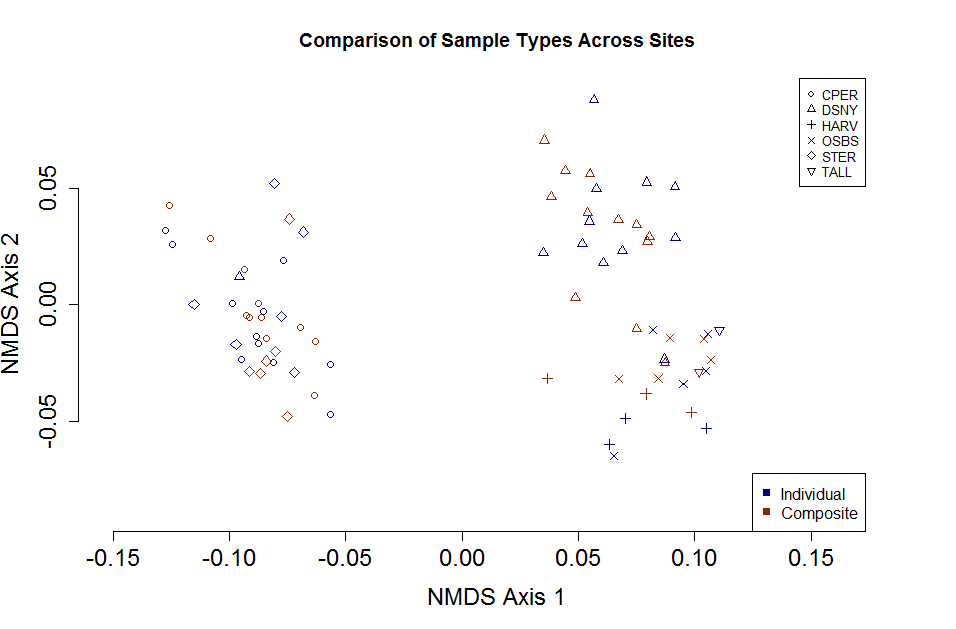 Comparison of Sample Types Across Sites
CPER
DSNY
HARV
OSBS
STER
TALL
NMDS Axis 2
0.05
0.00
-0.05
Individual
Composite
-0.15 -0.10 -0.05 0.00 0.05 0.10 0.15
NMDS Axis 1